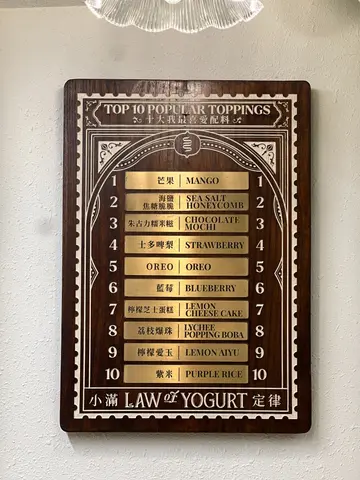 TOP 10 POPULAR TOPPINGS
十大我最喜愛配料
1 芒果 MANGO 1
2 海鹽 焦糖脆脆 SEA SALT HONEYCOMB 2
3 朱古力糯米糍 CHOCOLATE MOCHI 3
4 士多啤梨 STRAWBERRY 4
5 OREO OREO 5
6 藍莓 BLUEBERRY 6
7 檸檬芝士蛋糕 LEMON CHEESE CAKE 7
8 荔枝爆珠 LYCHEE POPPING BOBA 8
9 檸檬愛玉 LEMON AIYU 9
10 紫米 PURPLE RICE 10
小滿 LAW OF YOGURT 定律